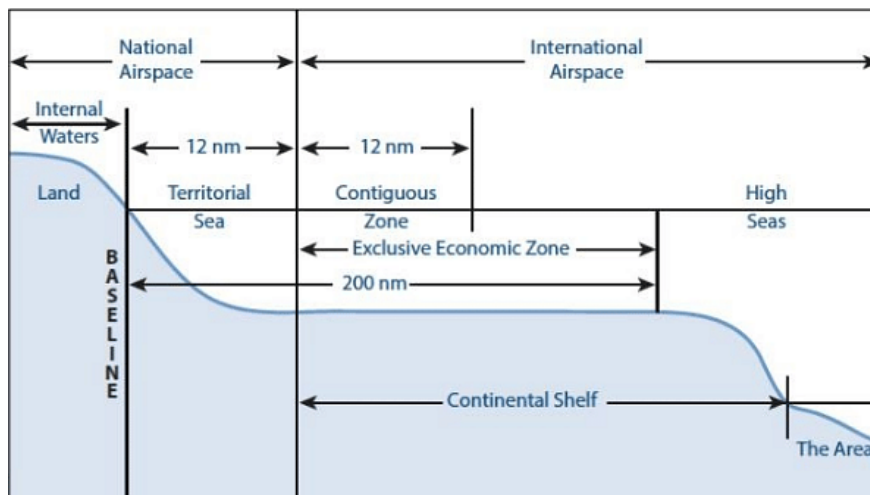 National
Airspace
International
Airspace
Internal
Waters
12 nm
12 nm
Land
Territorial
Sea
Contiguous
Zone
High
Seas
Exclusive Economic Zone
200 nm
BASELINE
Continental Shelf
The Area